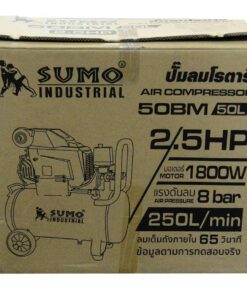 SUMO
INDUSTRIAL
ปั๊มลมโรตารี่
AIR COMPRESSOR
50BM /50L
2.5HP
มอเตอร์
MOTOR
1800W
แรงดันลม
AIR PRESSURE
8 bar
250L/min
ลมเต็มถังภายใน 65 วินาที
ข้อมูลตามการทดสอบจริง
SUMO
INDUSTRIAL